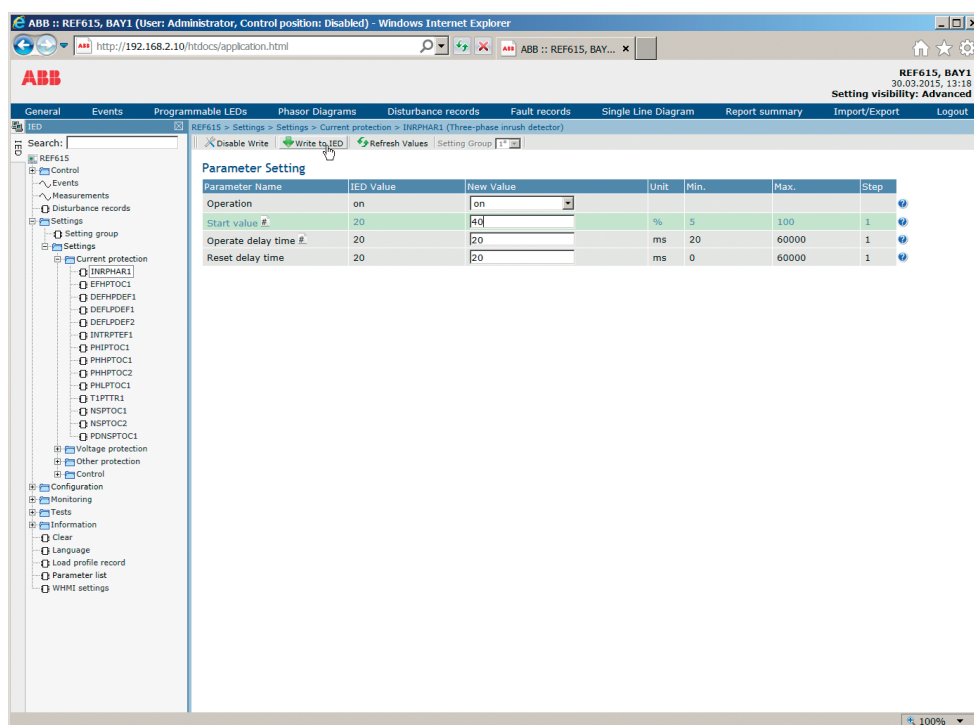 ABB :: REF615, BAY1 (User: Administrator, Control position: Disabled) - Windows Internet Explorer
http://192.168.2.10/htdocs/application.html
ABB :: REF615, BAY...
ABB
REF615, BAY1
30.03.2015, 13:18
Setting visibility: Advanced
General Events Programmable LEDs Phasor Diagrams Disturbance records Fault records Single Line Diagram Report summary Import/Export Logout
IED
IED
REF615 > Settings > Settings > Current protection > INRPHAR1 (Three-phase inrush detector)
Search:
Disable Write Write to IED Refresh Values Setting Group 1*
REF615
Control
Events
Measurements
Disturbance records
Settings
Setting group
Settings
Current protection
INRPHAR1
EFHPTOC1
DEFHPDEF1
DEFLPDEF1
DEFLPDEF2
INTRPTEF1
PHIPTOC1
PHHPTOC1
PHHPTOC2
PHLPTOC1
T1PTTR1
NSPTOC1
NSPTOC2
PDNSPTOC1
Voltage protection
Other protection
Control
Configuration
Monitoring
Tests
Information
Clear
Language
Load profile record
Parameter list
WHMI settings
Parameter Setting
Parameter Name IED Value New Value Unit Min. Max. Step
Operation on on
Start value # 20 40 % 5 100 1
Operate delay time # 20 20 ms 20 60000 1
Reset delay time 20 20 ms 0 60000 1
100%